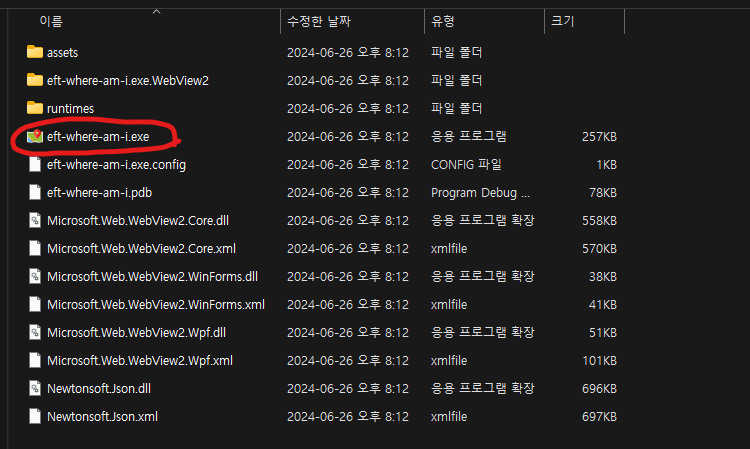 이름 수정한 날짜 유형 크기
assets 2024-06-26 오후 8:12 파일 폴더
eft-where-am-i.exe.WebView2 2024-06-26 오후 8:12 파일 폴더
runtimes 2024-06-26 오후 8:12 파일 폴더
eft-where-am-i.exe 2024-06-26 오후 8:12 응용 프로그램 257KB
eft-where-am-i.exe.config 2024-06-26 오후 8:12 CONFIG 파일 1KB
eft-where-am-i.pdb 2024-06-26 오후 8:12 Program Debug ... 78KB
Microsoft.Web.WebView2.Core.dll 2024-06-26 오후 8:12 응용 프로그램 확장 558KB
Microsoft.Web.WebView2.Core.xml 2024-06-26 오후 8:12 xmlfile 570KB
Microsoft.Web.WebView2.WinForms.dll 2024-06-26 오후 8:12 응용 프로그램 확장 38KB
Microsoft.Web.WebView2.WinForms.xml 2024-06-26 오후 8:12 xmlfile 41KB
Microsoft.Web.WebView2.Wpf.dll 2024-06-26 오후 8:12 응용 프로그램 확장 51KB
Microsoft.Web.WebView2.Wpf.xml 2024-06-26 오후 8:12 xmlfile 101KB
Newtonsoft.Json.dll 2024-06-26 오후 8:12 응용 프로그램 확장 696KB
Newtonsoft.Json.xml 2024-06-26 오후 8:12 xmlfile 697KB